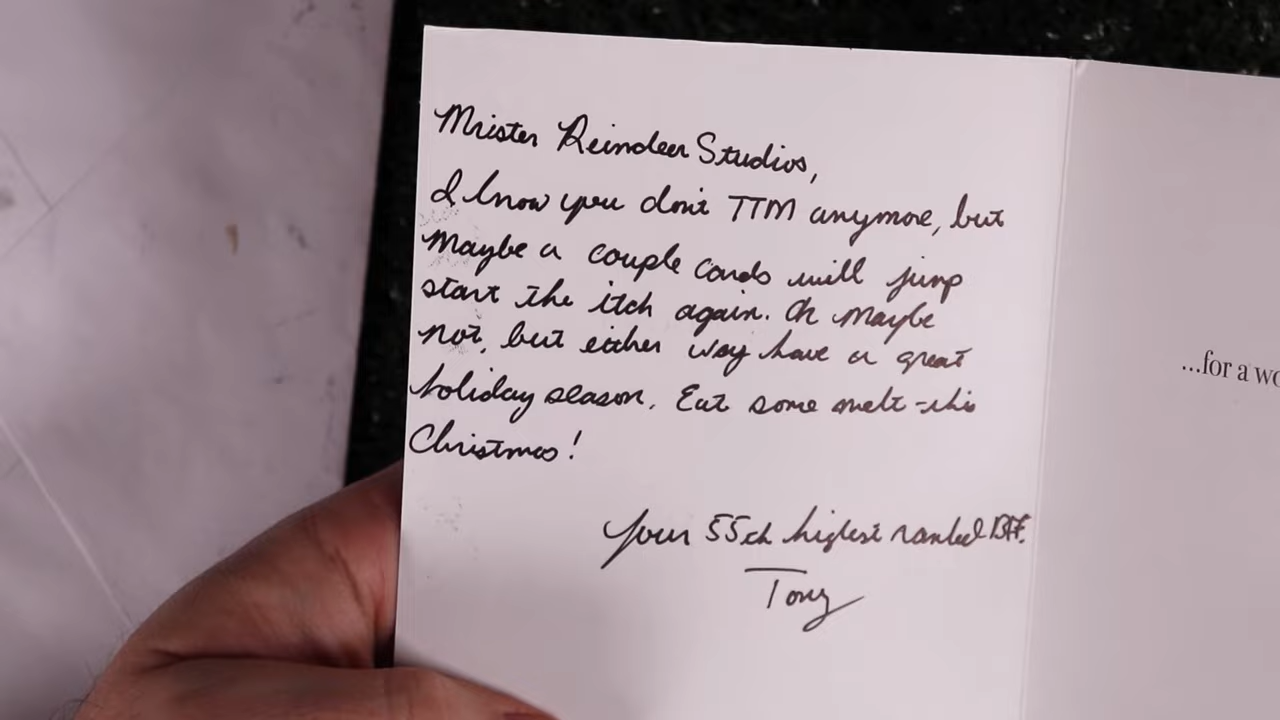 Mister Reindeer Studios,
I know you don't TTM anymore, but
Maybe a couple cards will jump
start the itch again. Or Maybe
not, but either way have a great
holiday season. Eat some melt-this
Christmas!
Your 55th highest ranked BFF.
Tony
...for a wo